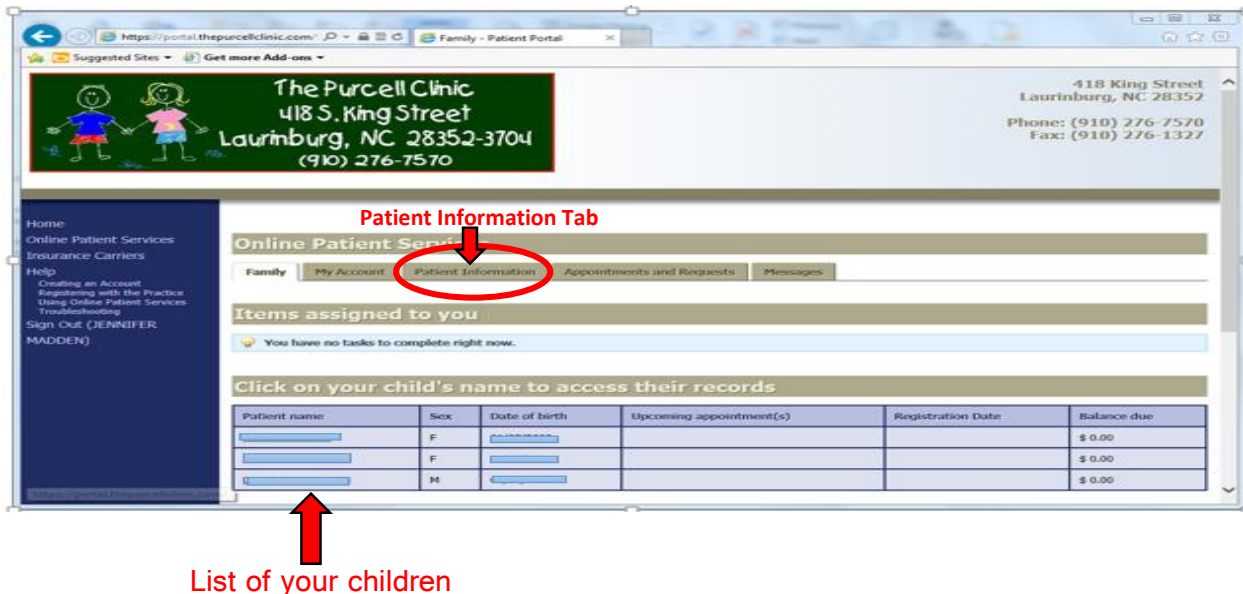 https://portal.thepurcellclinic.com
Family - Patient Portal
Suggested Sites
Get more Add-ons
The Purcell Clinic
418 S. King Street
Laurinburg, NC 28352-3704
(910) 276-7570
418 King Street
Laurinburg, NC 28352
Phone: (910) 276-7570
Fax: (910) 276-1327
Home
Online Patient Services
Insurance Carriers
Help
Creating an Account
Registering with the Practice
Using Online Patient Services
Troubleshooting
Sign Out (JENNIFER
MADDEN)
Patient Information Tab
Online Patient Services
Family My Account Patient Information Appointments and Requests Messages
Items assigned to you
You have no tasks to complete right now.
Click on your child's name to access their records
Patient name Sex Date of birth Upcoming appointment(s) Registration Date Balance due
F $ 0.00
F $ 0.00
M $ 0.00
List of your children